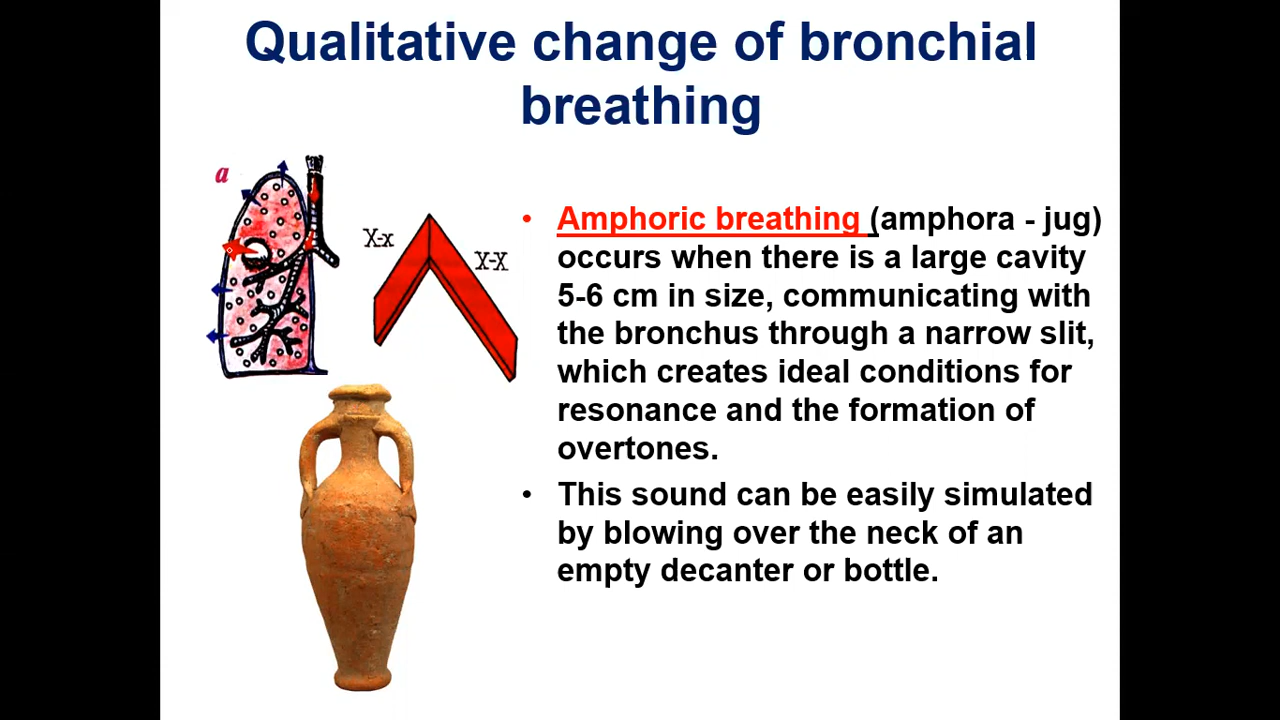 Qualitative change of bronchial
breathing
a
X-x
X-X
• Amphoric breathing (amphora - jug)
occurs when there is a large cavity
5-6 cm in size, communicating with
the bronchus through a narrow slit,
which creates ideal conditions for
resonance and the formation of
overtones.
• This sound can be easily simulated
by blowing over the neck of an
empty decanter or bottle.